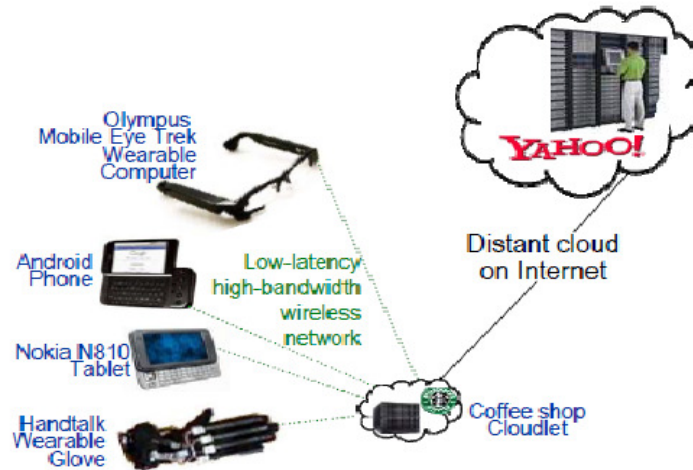 Olympus
Mobile Eye Trek
Wearable
Computer
YAHOO!
Android
Phone
Low-latency
high-bandwidth
wireless
network
Distant cloud
on Internet
Nokia N810
Tablet
Handtalk
Wearable
Glove
Coffee shop
Cloudlet